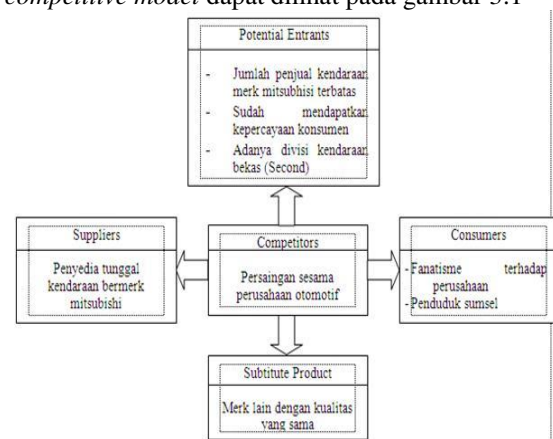 competitive model dapat dilihat pada gambar 3.1
Potential Entrants
- Jumlah penjual kendaraan
merk mitsubhisi terbatas
- Sudah mendapatkan
kepercayaan konsumen
- Adanya divisi kendaraan
bekas (Second)
Suppliers
Penyedia tunggal
kendaraan bermerk
mitsubishi
Competitors
Persaingan sesama
perusahaan otomotif
Consumers
- Fanatisme terhadap
perusahaan
- Penduduk sumsel
Subtitute Product
Merk lain dengan kualitas
yang sama